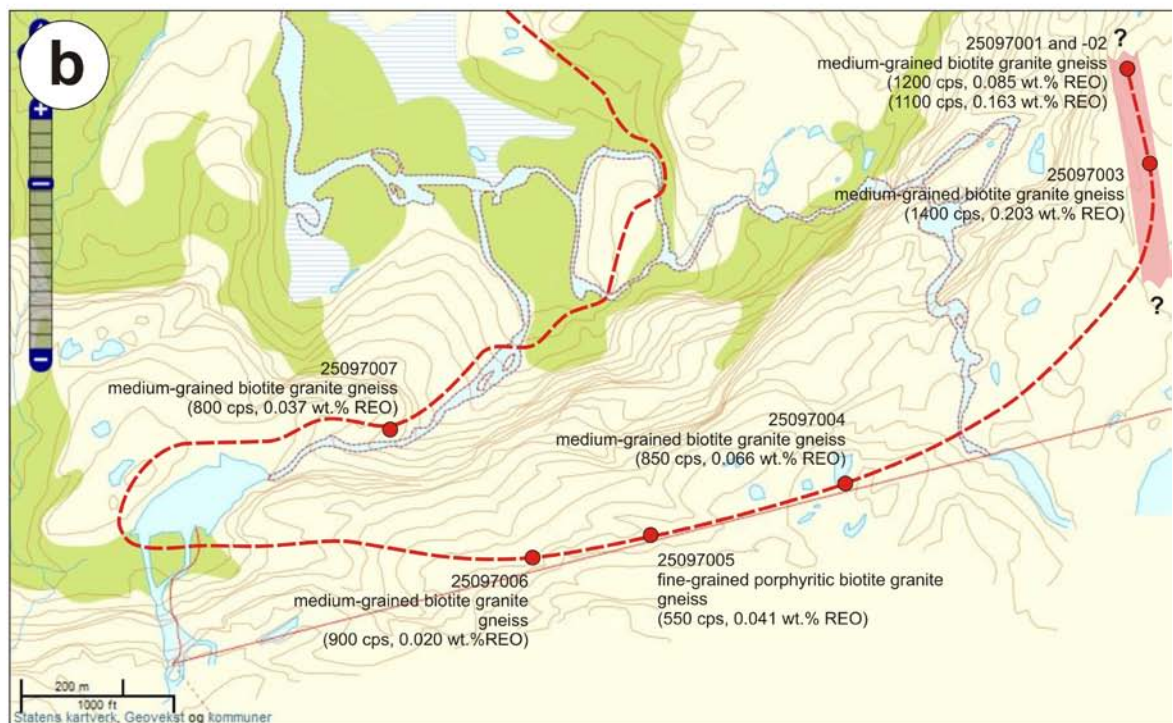 b
+
–
?
25097001 and -02
medium-grained biotite granite gneiss
(1200 cps, 0.085 wt.% REO)
(1100 cps, 0.163 wt.% REO)
25097003
medium-grained biotite granite gneiss
(1400 cps, 0.203 wt.% REO)
?
25097007
medium-grained biotite granite gneiss
(800 cps, 0.037 wt.% REO)
25097004
medium-grained biotite granite gneiss
(850 cps, 0.066 wt.% REO)
25097005
fine-grained porphyritic biotite granite
gneiss
(550 cps, 0.041 wt.% REO)
25097006
medium-grained biotite granite
gneiss
(900 cps, 0.020 wt.%REO)
200 m
1000 ft
Statens kartverk, Geovekst og kommuner